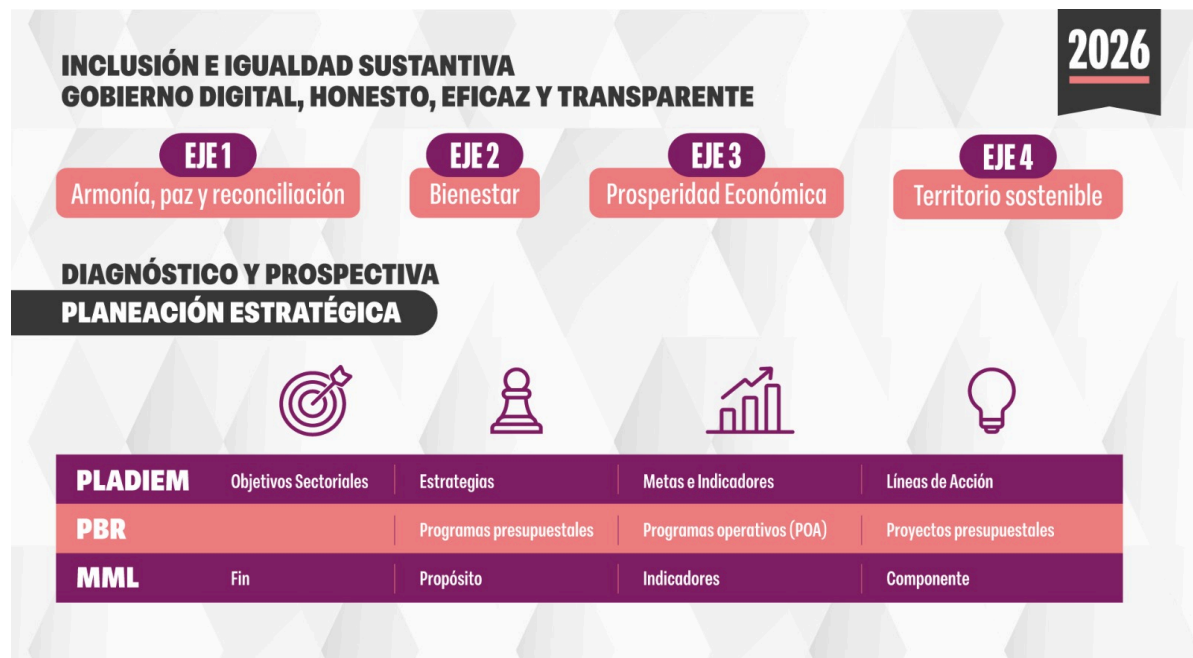 2026
INCLUSIÓN E IGUALDAD SUSTANTIVA
GOBIERNO DIGITAL, HONESTO, EFICAZ Y TRANSPARENTE
EJE 1
Armonía, paz y reconciliación
EJE 2
Bienestar
EJE 3
Prosperidad Económica
EJE 4
Territorio sostenible
DIAGNÓSTICO Y PROSPECTIVA
PLANEACIÓN ESTRATÉGICA
PLADIEM Objetivos Sectoriales Estrategias Metas e Indicadores Líneas de Acción
PBR Programas presupuestales Programas operativos (POA) Proyectos presupuestales
MML Fin Propósito Indicadores Componente